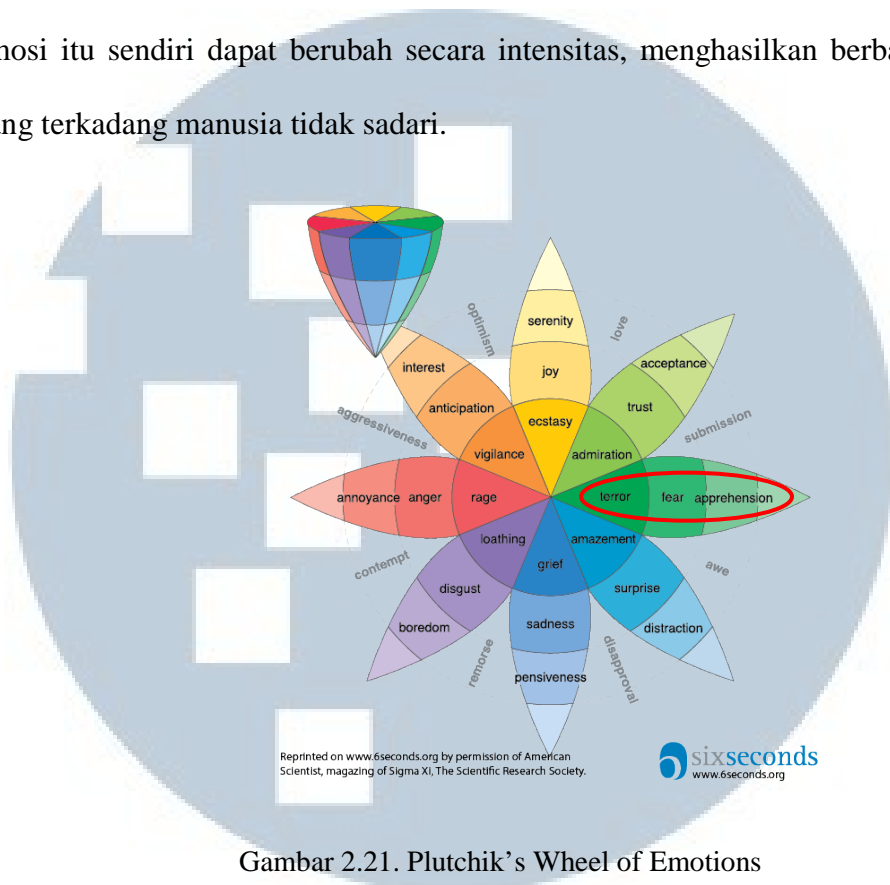 mosi itu sendiri dapat berubah secara intensitas, menghasilkan berba
ang terkadang manusia tidak sadari.
optimism
love
serenity
interest
acceptance
joy
anticipation
trust
aggressiveness
ecstasy
submission
vigilance
admiration
annoyance anger rage
terror fear apprehension
loathing
amazement
contempt
grief
awe
disgust
surprise
boredom
sadness
distraction
remorse
disapproval
pensiveness
Reprinted on www.6seconds.org by permission of American
Scientist, magazing of Sigma Xi, The Scientific Research Society.
6 sixseconds
www.6seconds.org
Gambar 2.21. Plutchik's Wheel of Emotions